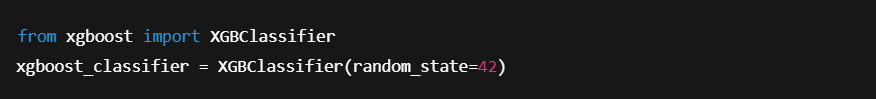 from xgboost import XGBClassifier
xgboost_classifier = XGBClassifier(random_state=42)